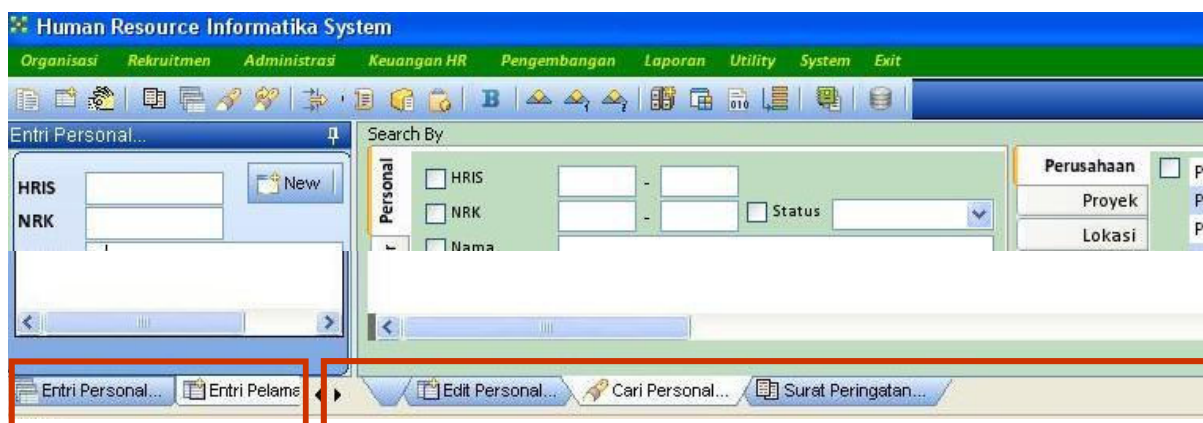 Human Resource Informatika System
Organisasi Rekruitmen Administrasi Keuangan HR Pengembangan Laporan Utility System Exit
Entri Personal...
HRIS
New
NRK
Search By
Personal
HRIS -
NRK - Status
Nama
Perusahaan
Proyek
Lokasi
Entri Personal... Entri Pelama
Edit Personal... Cari Personal... Surat Peringatan...